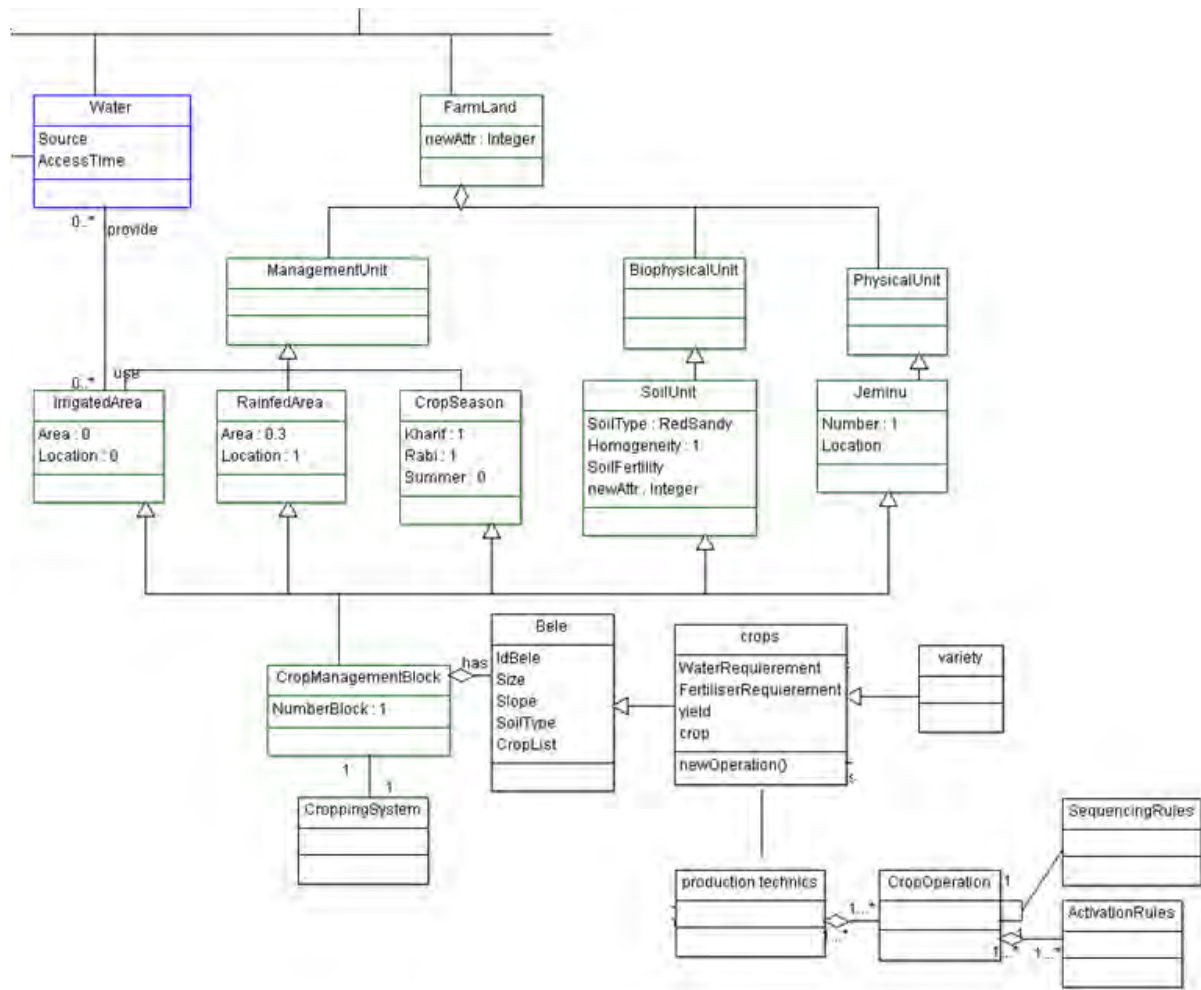 Water
Source
AccessTime
FarmLand
newAttr : Integer
0..*
provide
ManagementUnit
BiophysicalUnit
PhysicalUnit
0..*
use
IrrigatedArea
Area : 0
Location : 0
RainfedArea
Area : 0.3
Location : 1
CropSeason
Kharif : 1
Rabi : 1
Summer : 0
SoilUnit
SoilType : RedSandy
Homogeneity : 1
SoilFertility
newAttr : Integer
Jeminu
Number : 1
Location
CropManagementBlock
NumberBlock : 1
has
Bele
IdBele
Size
Slope
SoilType
CropList
crops
WaterRequierement
FertiliserRequierement
yield
crop
newOperation()
variety
1
1
CroppingSystem
production technics
1...*
CropOperation
1
SequencingRules
ActivationRules
1...*
1...*